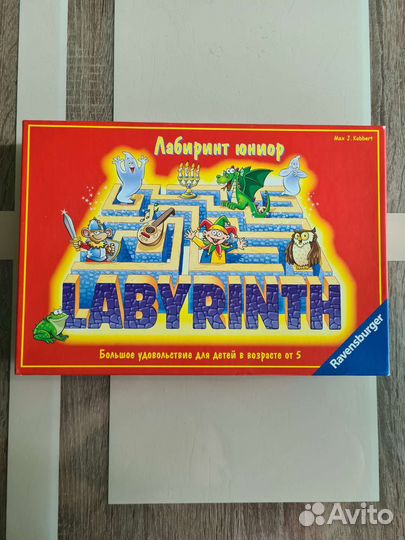 Max J. Kobbert
Лабиринт юниор
LABYRINTH
Большое удовольствие для детей в возрасте от 5
Ravensburger
Avito